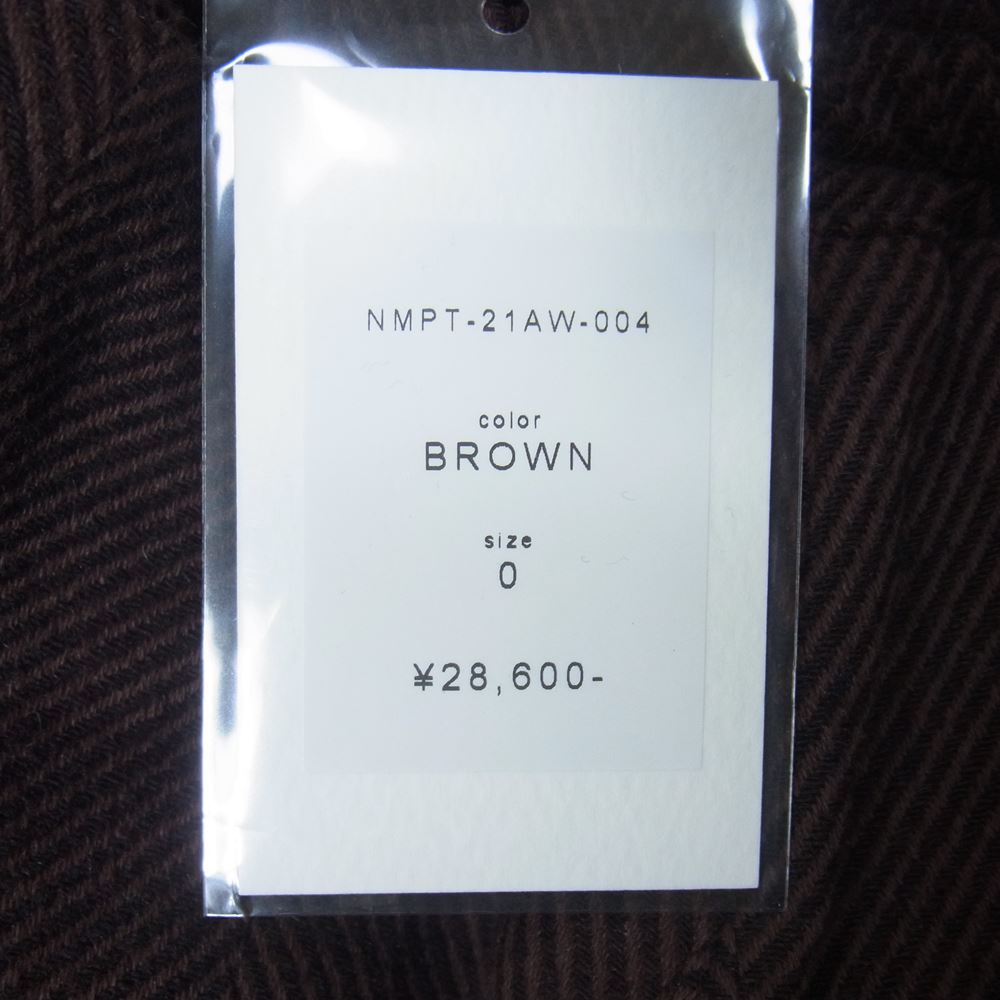 NMPT-21AW-004
color
BROWN
size
0
¥28,600-